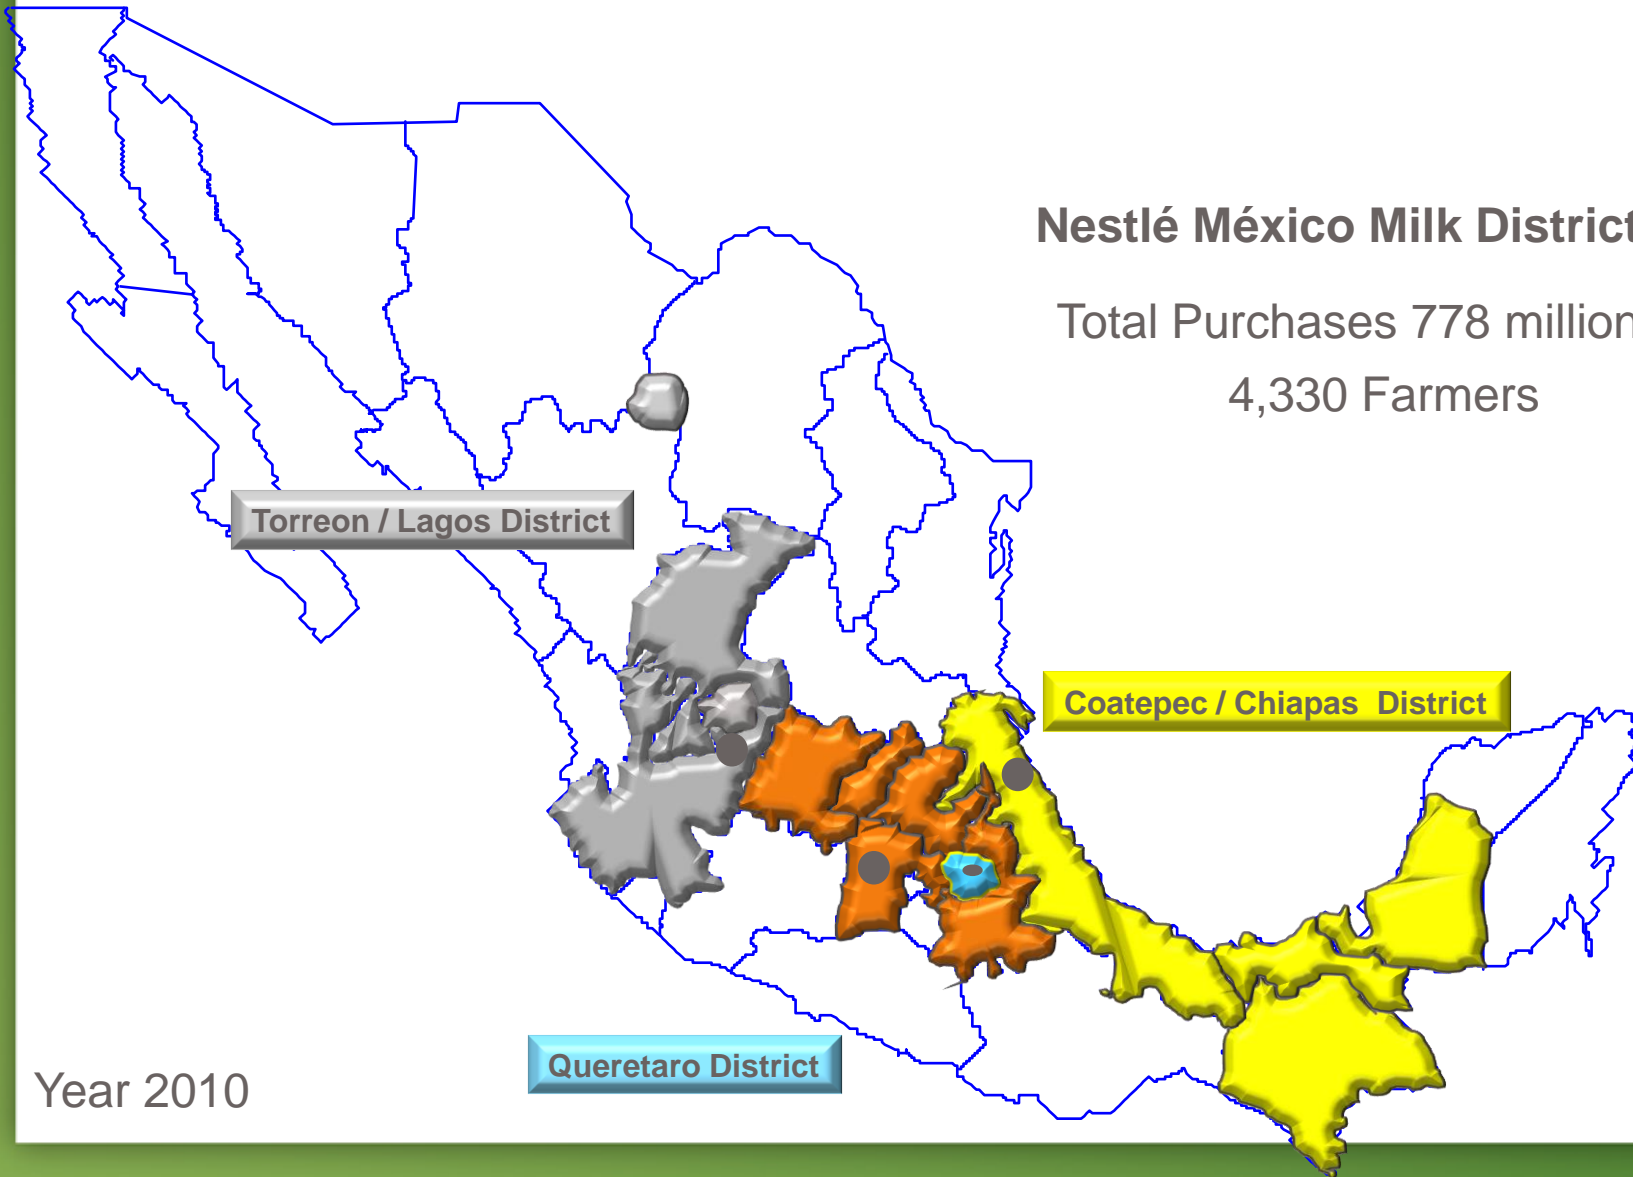 Nestlé México Milk District
Total Purchases 778 million
4,330 Farmers
Torreon / Lagos District
Coatepec / Chiapas District
Queretaro District
Year 2010